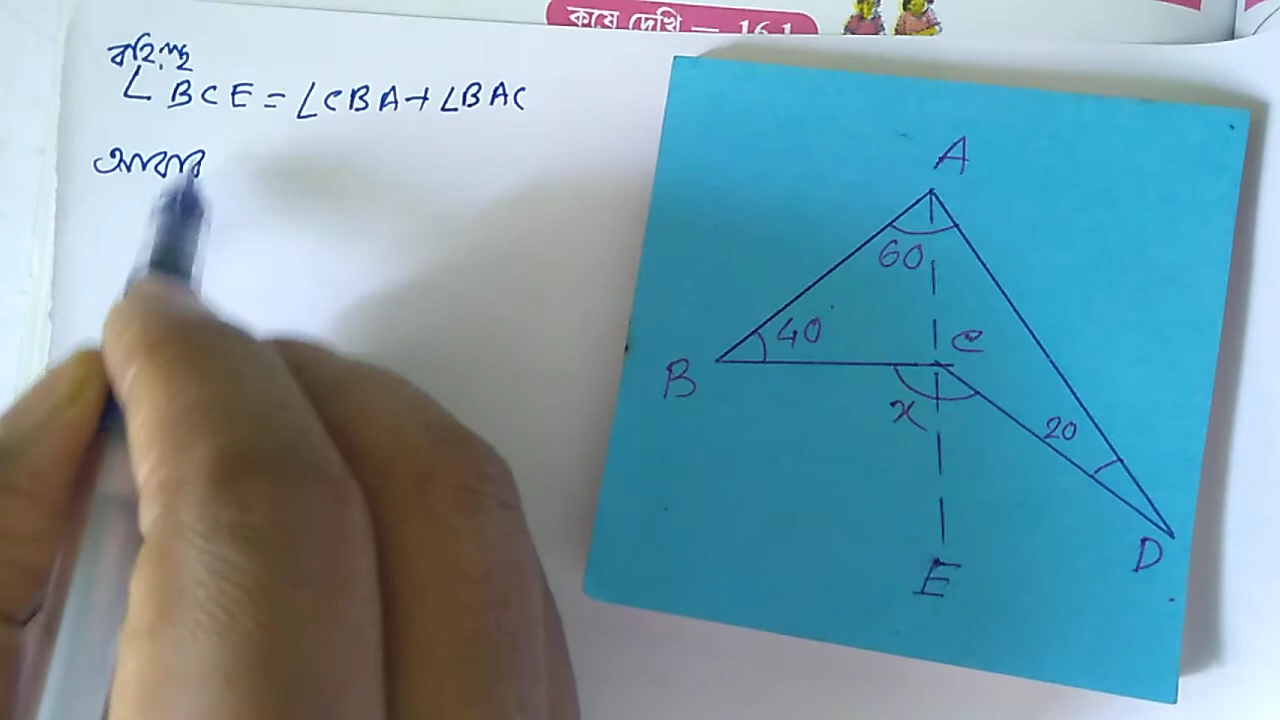 কষে দেখি — 16.1
বহিঃস্থ
∠BCE = ∠CBA + ∠BAC
আবার
A
60
40
C
B
x
20
D
E